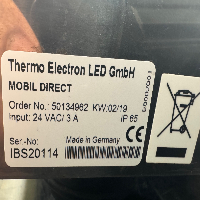 Thermo Electron LED GmbH
MOBIL DIRECT
Order No.: 50134962 KW:02/19
Input: 24 VAC/ 3 A IP 65
Made in Germany
Ser.-No.:
IBS20114